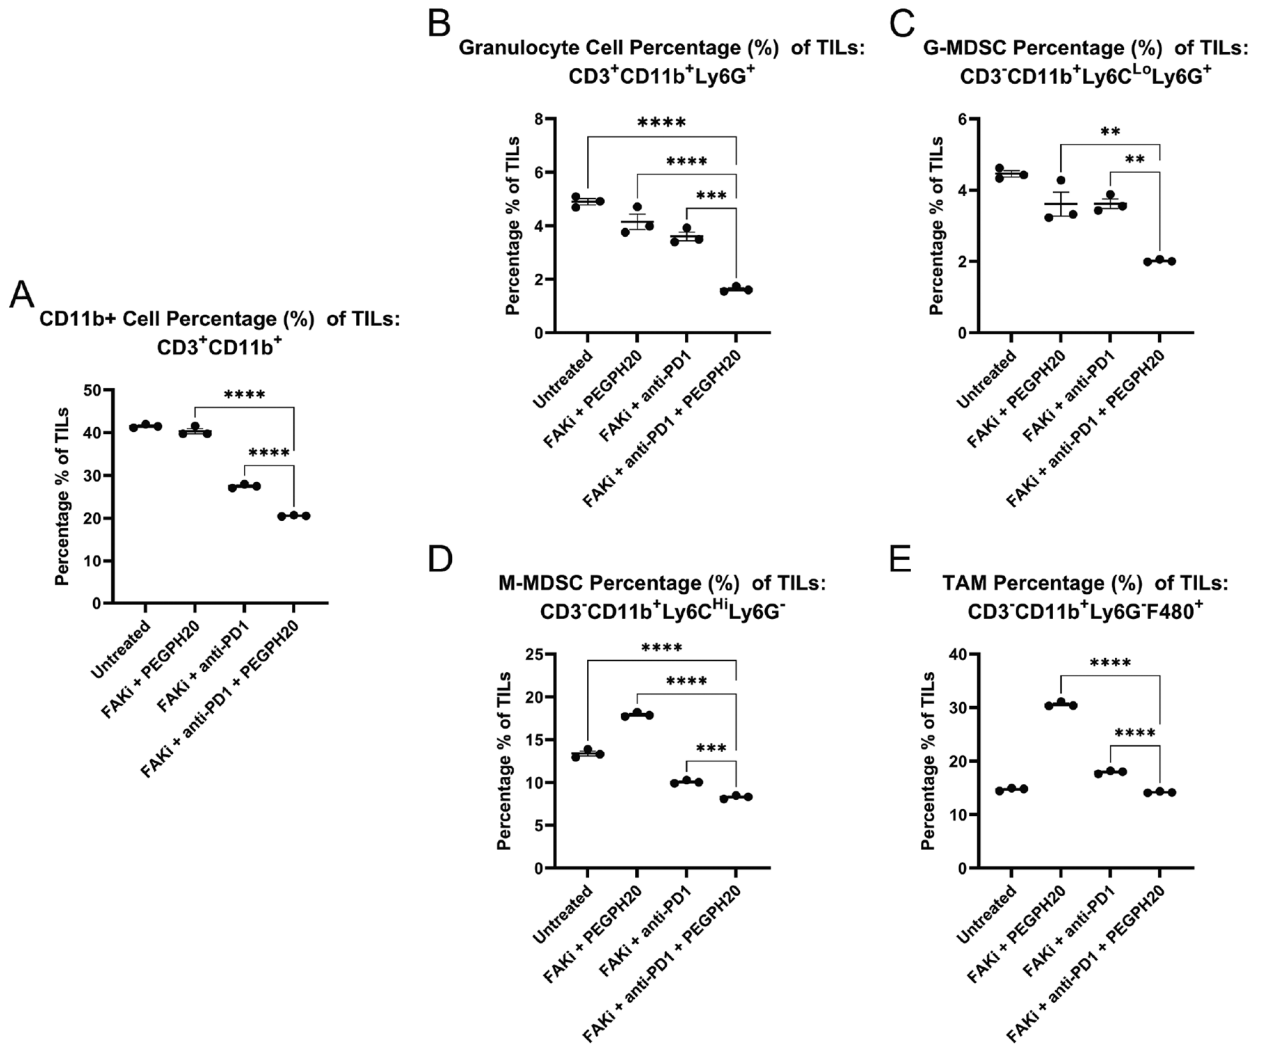 A
CD11b+ Cell Percentage (%) of TILs:
CD3⁺CD11b⁺
Percentage % of TILs
50
40
30
20
10
0
****
****
Untreated
FAKi + PEGPH20
FAKi + anti-PD1
FAKi + anti-PD1 + PEGPH20
B
Granulocyte Cell Percentage (%) of TILs:
CD3⁺CD11b⁺Ly6G⁺
Percentage % of TILs
8
6
4
2
0
****
****
***
Untreated
FAKi + PEGPH20
FAKi + anti-PD1
FAKi + anti-PD1 + PEGPH20
C
G-MDSC Percentage (%) of TILs:
CD3⁻CD11b⁺Ly6CᴸᵒLy6G⁺
Percentage % of TILs
6
4
2
0
**
**
Untreated
FAKi + PEGPH20
FAKi + anti-PD1
FAKi + anti-PD1 + PEGPH20
D
M-MDSC Percentage (%) of TILs:
CD3⁻CD11b⁺Ly6CᴴⁱLy6G⁻
Percentage % of TILs
25
20
15
10
5
0
****
****
***
Untreated
FAKi + PEGPH20
FAKi + anti-PD1
FAKi + anti-PD1 + PEGPH20
E
TAM Percentage (%) of TILs:
CD3⁻CD11b⁺Ly6G⁻F480⁺
Percentage % of TILs
40
30
20
10
0
****
****
Untreated
FAKi + PEGPH20
FAKi + anti-PD1
FAKi + anti-PD1 + PEGPH20